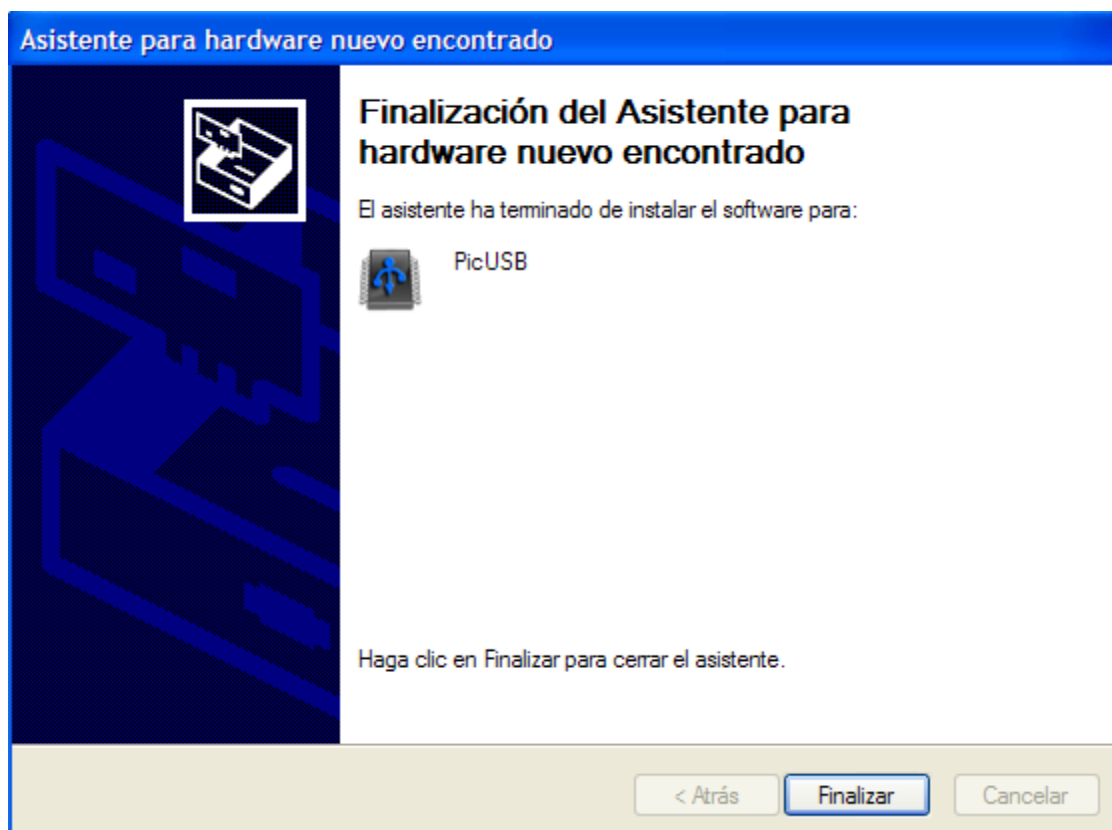 Asistente para hardware nuevo encontrado
Finalización del Asistente para
hardware nuevo encontrado
El asistente ha terminado de instalar el software para:
PicUSB
Haga clic en Finalizar para cerrar el asistente.
< Atrás
Finalizar
Cancelar